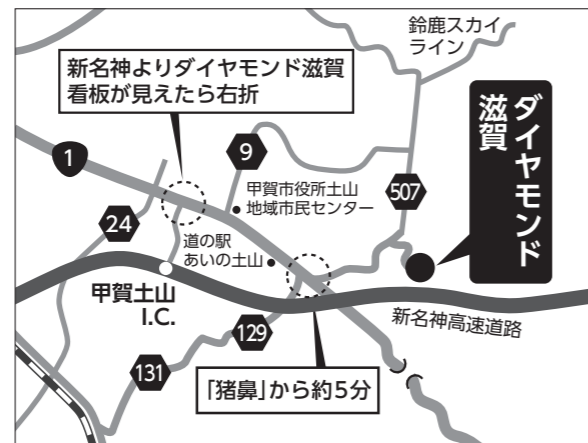 鈴鹿スカイ
ライン
新名神よりダイヤモンド滋賀
看板が見えたら右折
ダイヤモンド
滋賀
1
9
甲賀市役所土山
地域市民センター
507
24
道の駅
あいの土山
甲賀土山
I.C.
新名神高速道路
129
131
「猪鼻」から約5分